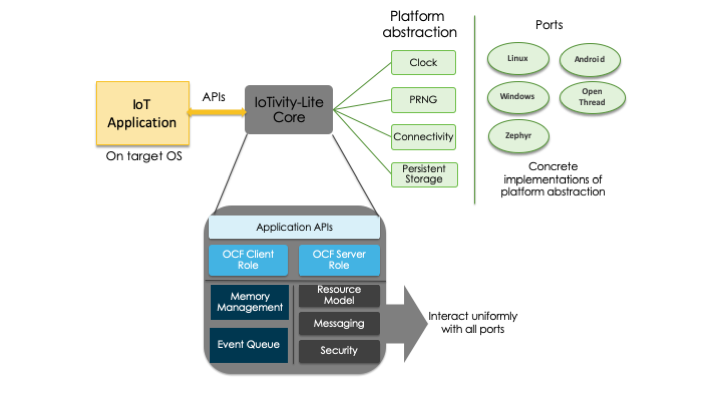 Platform
abstraction
Ports
Clock
PRNG
Connectivity
Persistent
Storage
Linux
Android
Windows
Open
Thread
Zephyr
Concrete
implementations of
platform abstraction
IoT
Application
On target OS
APIs
IoTivity-Lite
Core
Application APIs
OCF Client
Role
OCF Server
Role
Memory
Management
Event Queue
Resource
Model
Messaging
Security
Interact uniformly
with all ports